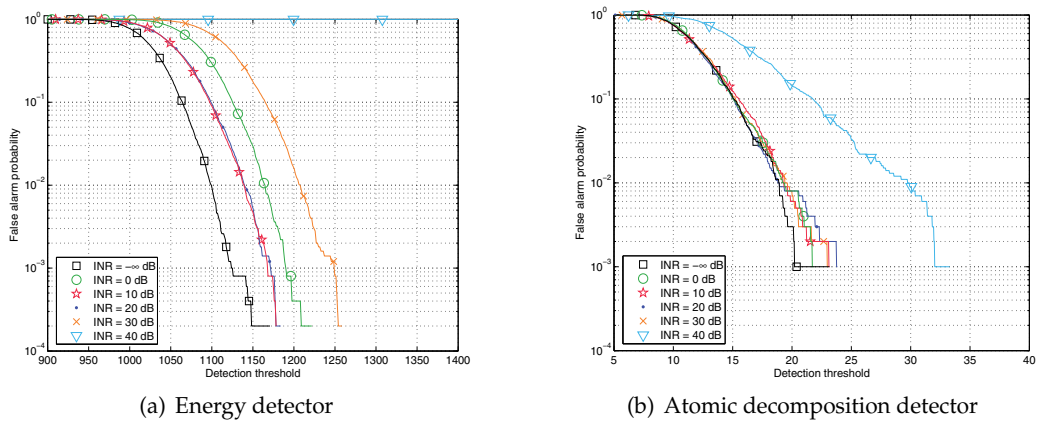 10^0
10^−1
10^−2
10^−3
10^−4
False alarm probability
INR = −∞ dB
INR = 0 dB
INR = 10 dB
INR = 20 dB
INR = 30 dB
INR = 40 dB
900 950 1000 1050 1100 1150 1200 1250 1300 1350 1400
Detection threshold
(a) Energy detector
10^0
10^−1
10^−2
10^−3
10^−4
False alarm probability
INR = −∞ dB
INR = 0 dB
INR = 10 dB
INR = 20 dB
INR = 30 dB
INR = 40 dB
5 10 15 20 25 30 35 40
Detection threshold
(b) Atomic decomposition detector